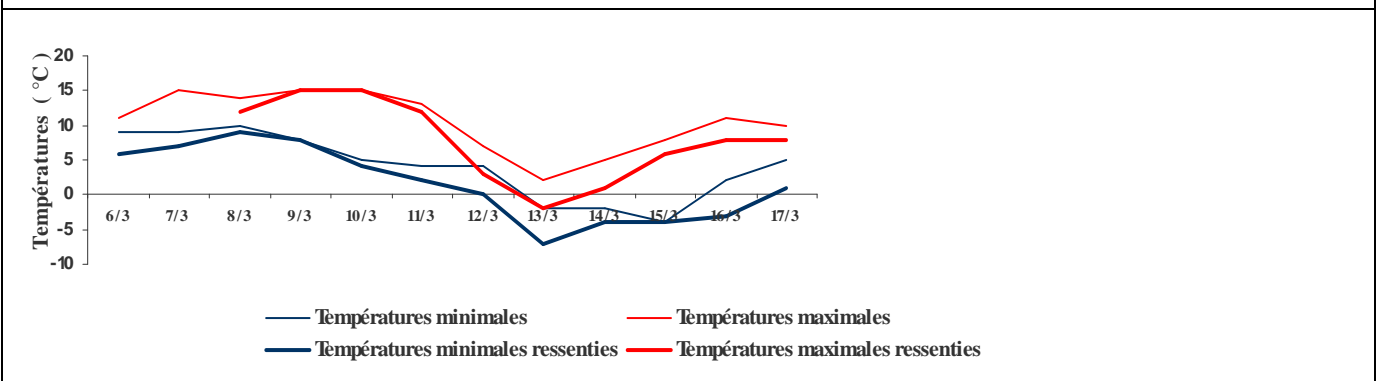 Températures ( °C )
20
15
10
5
0
-5
-10
6/3 7/3 8/3 9/3 10/3 11/3 12/3 13/3 14/3 15/3 16/3 17/3
Températures minimales Températures maximales
Températures minimales ressenties Températures maximales ressenties